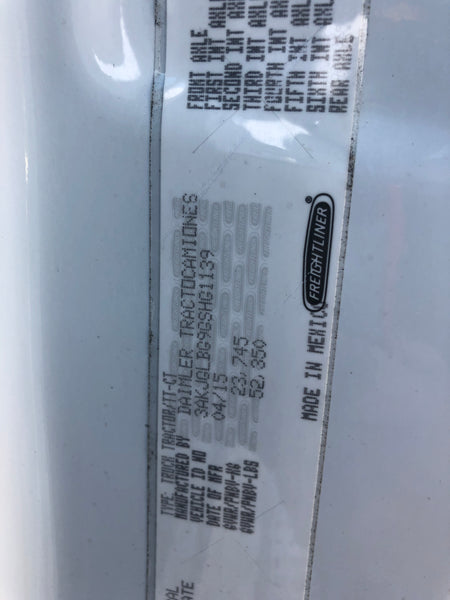 FRONT AXLE
FIRST INT AXLE
SECOND INT AXLE
THIRD INT AXLE
FOURTH INT AXLE
FIFTH INT AXLE
SIXTH INT AXLE
REAR AXLE
TYPE: TRUCK TRACTOR/TT-CT
MANUFACTURED BY DAIMLER TRACTOCAMIONES
VEHICLE ID NO 3AKJGLBG9GSHG1139
DATE OF MFR 04/15
GVWR/PNBV-KG 23,745
GVWR/PNBV-LBS 52,350
MADE IN MEXICO
FREIGHTLINER